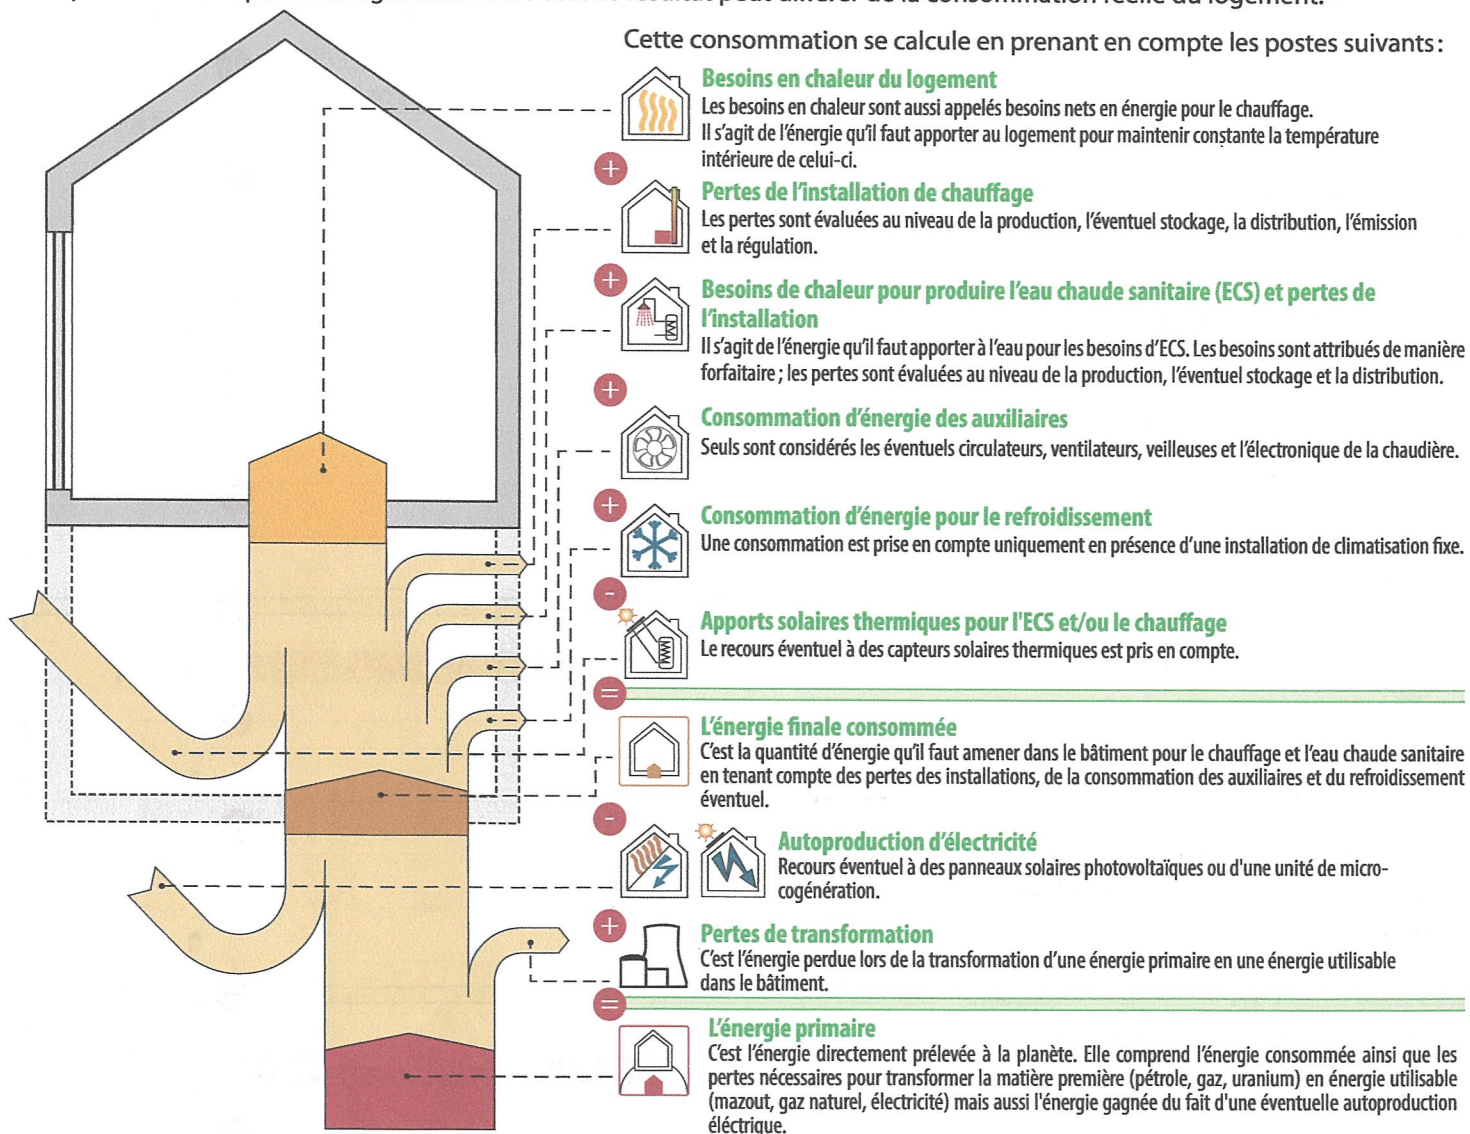 Cette consommation se calcule en prenant en compte les postes suivants :
Besoins en chaleur du logement
Les besoins en chaleur sont aussi appelés besoins nets en énergie pour le chauffage.
Il s'agit de l'énergie qu'il faut apporter au logement pour maintenir constante la température
intérieure de celui-ci.
+
Pertes de l'installation de chauffage
Les pertes sont évaluées au niveau de la production, l'éventuel stockage, la distribution, l'émission
et la régulation.
+
Besoins de chaleur pour produire l'eau chaude sanitaire (ECS) et pertes de
l'installation
Il s'agit de l'énergie qu'il faut apporter à l'eau pour les besoins d'ECS. Les besoins sont attribués de manière
forfaitaire ; les pertes sont évaluées au niveau de la production, l'éventuel stockage et la distribution.
+
Consommation d'énergie des auxiliaires
Seuls sont considérés les éventuels circulateurs, ventilateurs, veilleuses et l'électronique de la chaudière.
+
Consommation d'énergie pour le refroidissement
Une consommation est prise en compte uniquement en présence d'une installation de climatisation fixe.
-
Apports solaires thermiques pour l'ECS et/ou le chauffage
Le recours éventuel à des capteurs solaires thermiques est pris en compte.
=
L'énergie finale consommée
C'est la quantité d'énergie qu'il faut amener dans le bâtiment pour le chauffage et l'eau chaude sanitaire
en tenant compte des pertes des installations, de la consommation des auxiliaires et du refroidissement
éventuel.
-
Autoproduction d'électricité
Recours éventuel à des panneaux solaires photovoltaïques ou d'une unité de micro-
cogénération.
+
Pertes de transformation
C'est l'énergie perdue lors de la transformation d'une énergie primaire en une énergie utilisable
dans le bâtiment.
=
L'énergie primaire
C'est l'énergie directement prélevée à la planète. Elle comprend l'énergie consommée ainsi que les
pertes nécessaires pour transformer la matière première (pétrole, gaz, uranium) en énergie utilisable
(mazout, gaz naturel, électricité) mais aussi l'énergie gagnée du fait d'une éventuelle autoproduction
éléctrique.